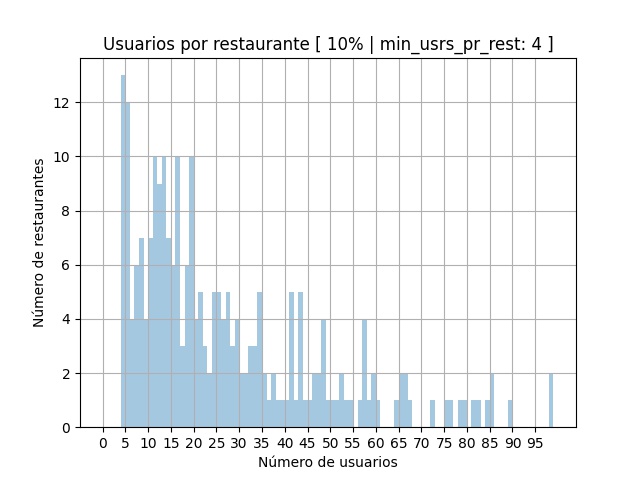 Usuarios por restaurante [ 10% | min_usrs_pr_rest: 4 ]
Número de restaurantes
12
10
8
6
4
2
0
0 5 10 15 20 25 30 35 40 45 50 55 60 65 70 75 80 85 90 95
Número de usuarios